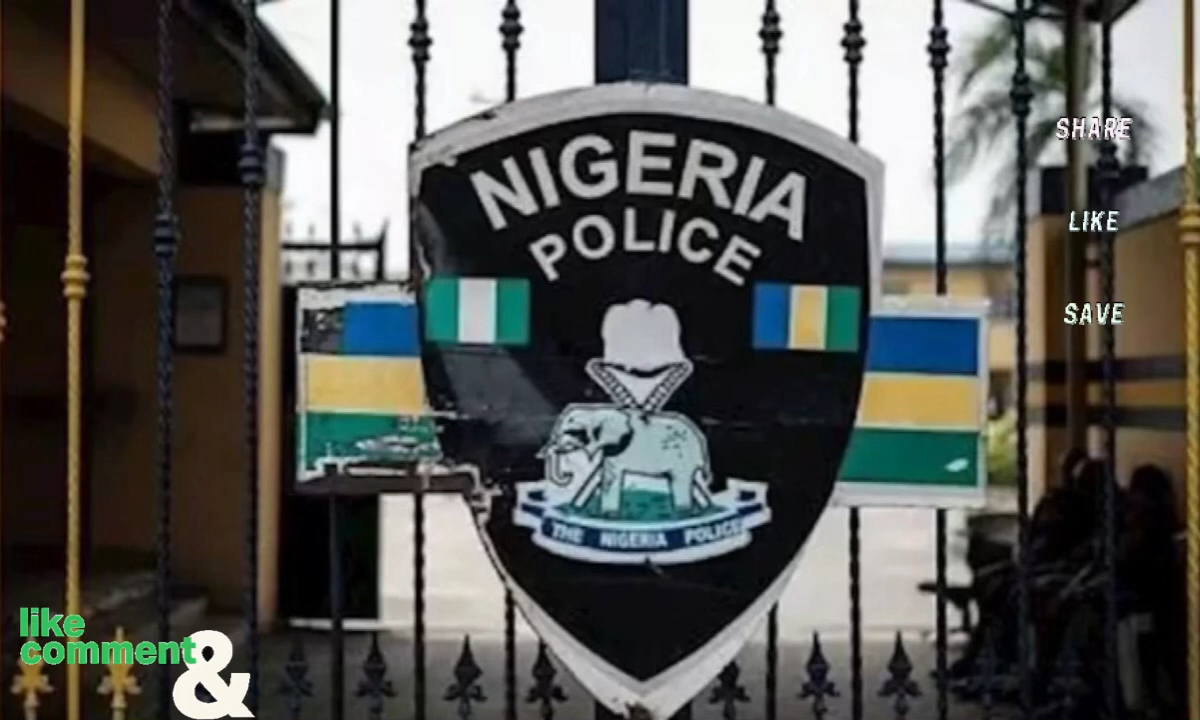 NIGERIA
POLICE
THE NIGERIA POLICE
SHARE
LIKE
SAVE
like
comment
&